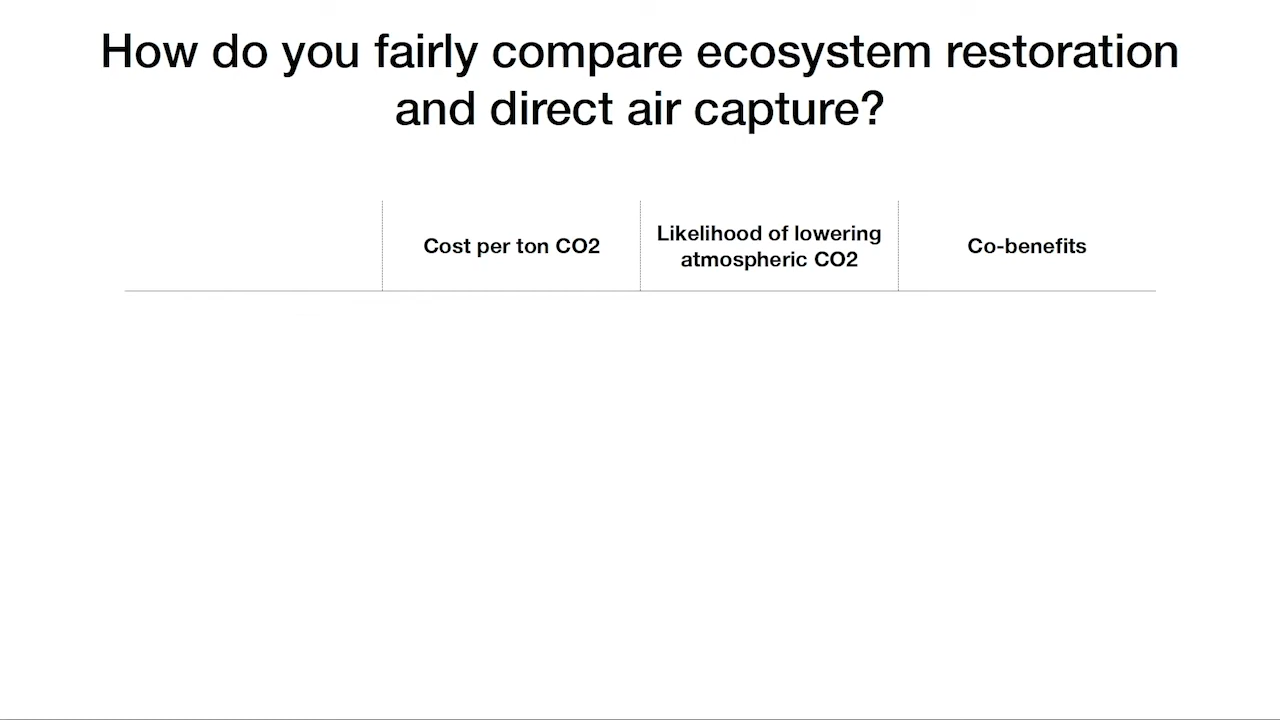 How do you fairly compare ecosystem restoration
and direct air capture?
Cost per ton CO2
Likelihood of lowering
atmospheric CO2
Co-benefits